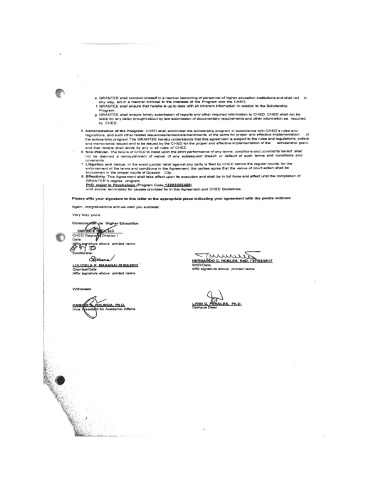 e. GRANTEE shall conduct oneself in a manner becoming of personnel of higher education institutions and shall not in
any way, act in a manner inimical to the interests of the Program and the CHED.
f. GRANTEE shall ensure that he/she is up to date with all inherent information in relation to the Scholarship
Program.
g. GRANTEE shall ensure timely submission of reports and other required information to CHED. CHED shall not be
liable for any delay brought about by late submission of documentary requirements and other information as required
by CHED.
5. Administration of the Program. CHED shall administer the scholarship program in accordance with CHED's rules and
regulations, and such other related issuances/revisions/amendments of the same for proper and effective implementation of
the scholarship program. The GRANTEE hereby understands that this agreement is subject to the rules and regulations, orders
and memoranda issued and to be issued by the CHED for the proper and effective implementation of the scholarship grant
and that he/she shall abide by any or all rules of CHED.
6. Non-Waiver. The failure of CHED to insist upon the strict performance of any terms, conditions and covenants hereof shall
not be deemed a relinquishment or waiver of any subsequent breach or default of such terms and conditions and
covenants.
7. Litigation and Venue. In the event judicial relief against any party is filed by CHED before the regular courts for the
enforcement of the terms and conditions in the Agreement, the parties agree that the venue of court action shall be
exclusively in the proper courts of Quezon City.
8. Effectivity. This Agreement shall take effect upon its execution and shall be in full force and effect until the completion of
GRANTEE's degree program
PhD major in Psychology (Program Code:
until sooner terminated for causes provided for in this Agreement and CHED Guidelines.
Please affix your signature in this letter at the appropriate place indicating your agreement with the points outlined.
Again, congratulations and we wish you success!
Very truly yours,
Commission on Higher Education
CHED Regional Director
Date
Affix signature above printed name
Conforme:
Grantee/Date
Affix signature above printed name
BERNARDO O. ROBLES, EdD.
SHEI/Date
Affix signature above printed name
Witnesses
Ph.D.
Vice President for Academic Affairs
Ph.D.
Campus Dean